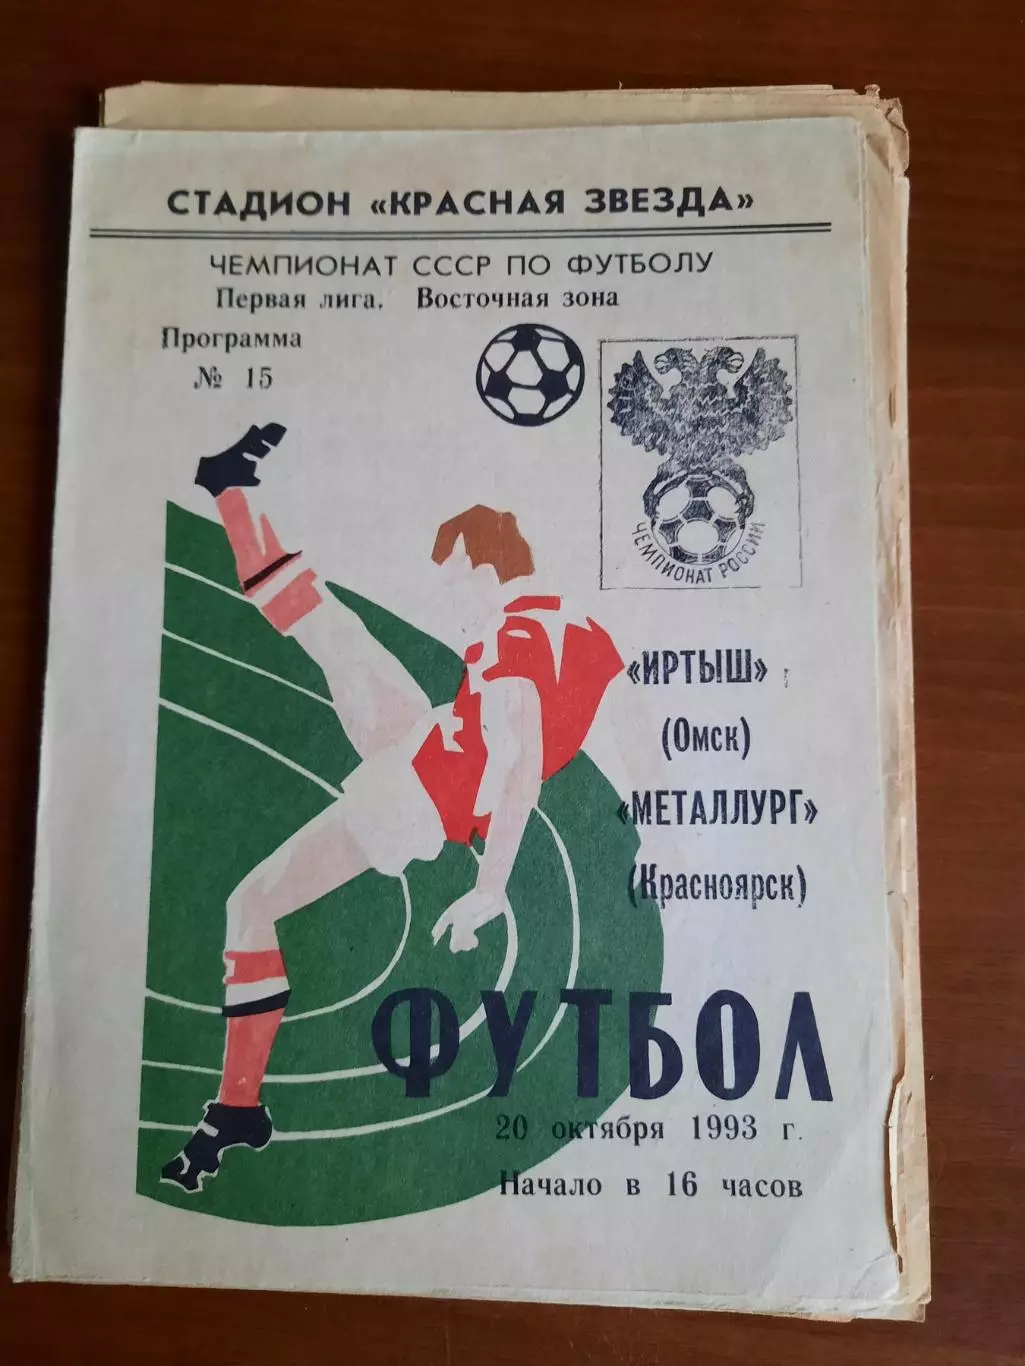 СТАДИОН «КРАСНАЯ ЗВЕЗДА»
ЧЕМПИОНАТ СССР ПО ФУТБОЛУ
Первая лига. Восточная зона
Программа
№ 15
ЧЕМПИОНАТ РОССИИ
«ИРТЫШ»
(Омск)
«МЕТАЛЛУРГ»
(Красноярск)
ФУТБОЛ
20 октября 1993 г.
Начало в 16 часов